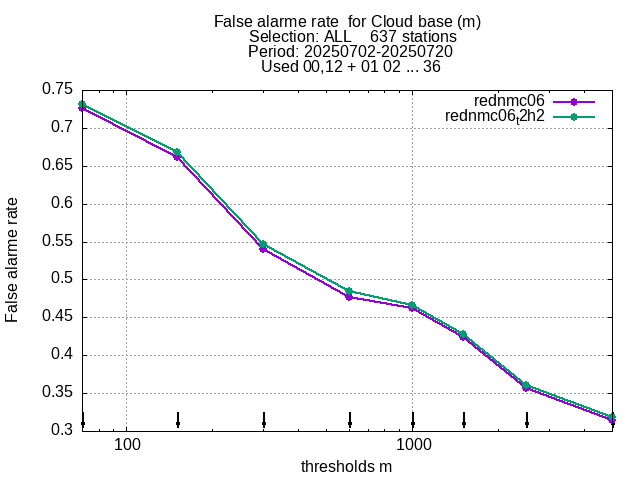 False alarme rate  for Cloud base (m)
Selection: ALL    637 stations
Period: 20250702-20250720
Used 00,12 + 01 02 ... 36
rednmc06
rednmc06t2h2
0.75
0.7
0.65
0.6
0.55
0.5
0.45
0.4
0.35
0.3
False alarme rate
100
1000
thresholds m